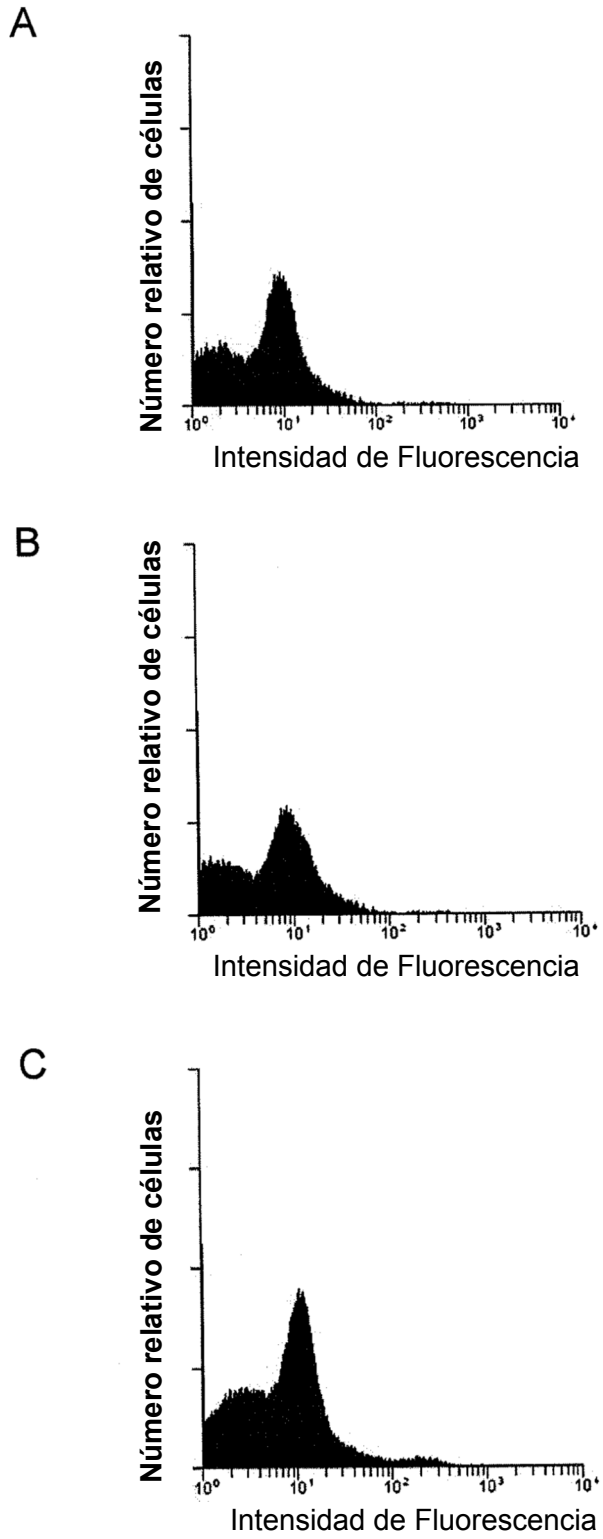 A
Número relativo de células
10⁰ 10¹ 10² 10³ 10⁴
Intensidad de Fluorescencia
B
Número relativo de células
10⁰ 10¹ 10² 10³ 10⁴
Intensidad de Fluorescencia
C
Número relativo de células
10⁰ 10¹ 10² 10³ 10⁴
Intensidad de Fluorescencia